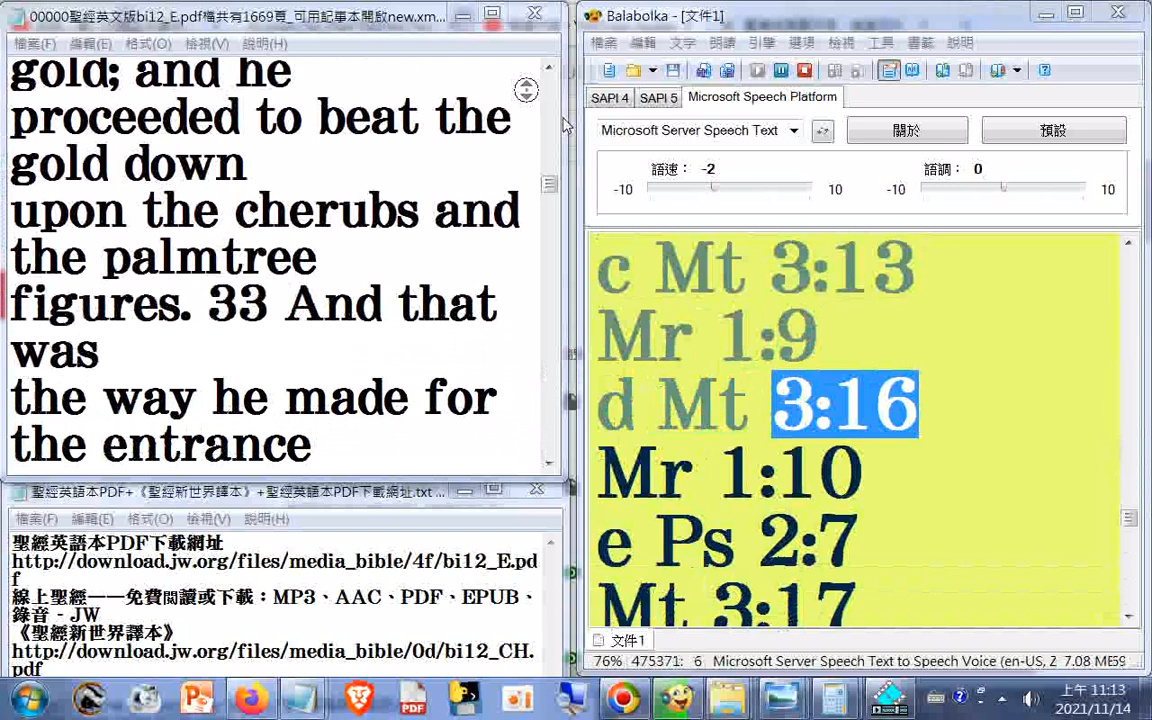 00000聖經英文版bi12_E.pdf檔共有1669頁_可用記事本開啟new.xm...
檔案(F) 編輯(E) 格式(O) 檢視(V) 說明(H)
gold; and he
proceeded to beat the
gold down
upon the cherubs and
the palmtree
figures. 33 And that
was
the way he made for
the entrance
聖經英語本PDF+《聖經新世界譯本》+聖經英語本PDF下載網址.txt ...
檔案(F) 編輯(E) 格式(O) 檢視(V) 說明(H)
聖經英語本PDF下載網址
http://download.jw.org/files/media_bible/4f/bi12_E.pd
f
線上聖經——免費閱讀或下載：MP3、AAC、PDF、EPUB、
錄音 - JW
《聖經新世界譯本》
http://download.jw.org/files/media_bible/0d/bi12_CH.
pdf
Balabolka - [文件1]
檔案 編輯 文字 朗讀 引擎 選項 檢視 工具 書籤 說明
SAPI 4 SAPI 5 Microsoft Speech Platform
Microsoft Server Speech Text 關於 預設
語速： -2 語調： 0
-10 10 -10 10
c Mt 3:13
Mr 1:9
d Mt 3:16
Mr 1:10
e Ps 2:7
Mt 3:17
文件1
76% 475371: 6 Microsoft Server Speech Text to Speech Voice (en-US, Z 7.08 ME
上午 11:13
2021/11/14